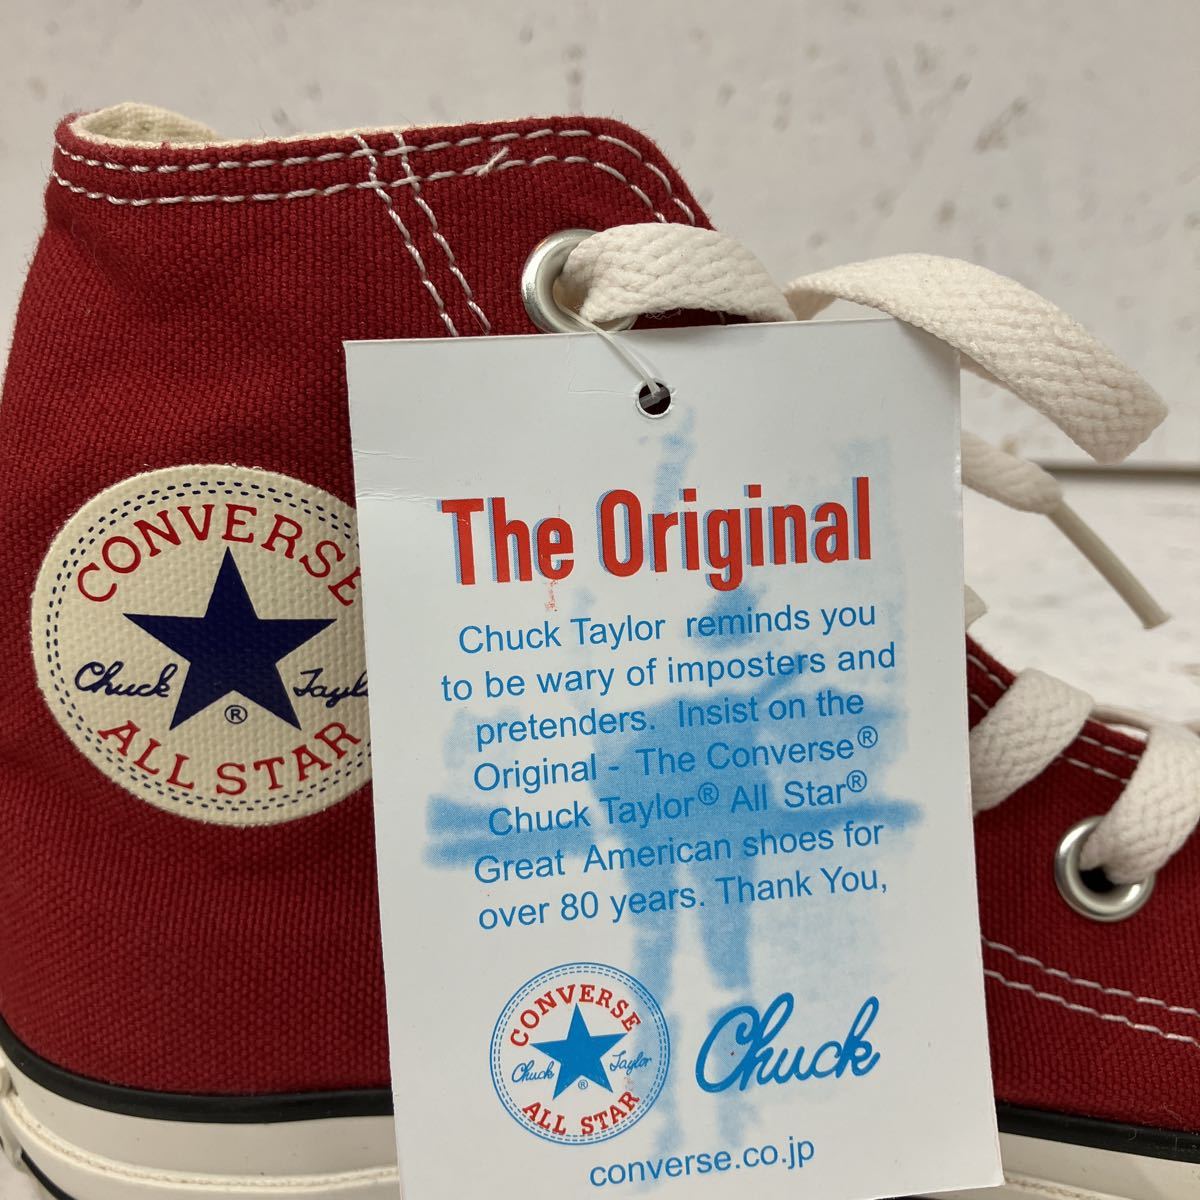 CONVERSE
Chuck
®
ALL STAR
The Original
Chuck Taylor reminds you
to be wary of imposters and
pretenders. Insist on the
Original - The Converse®
Chuck Taylor® All Star®
Great American shoes for
over 80 years. Thank You,
CONVERSE
Chuck Taylor
®
ALL STAR
Chuck
converse.co.jp